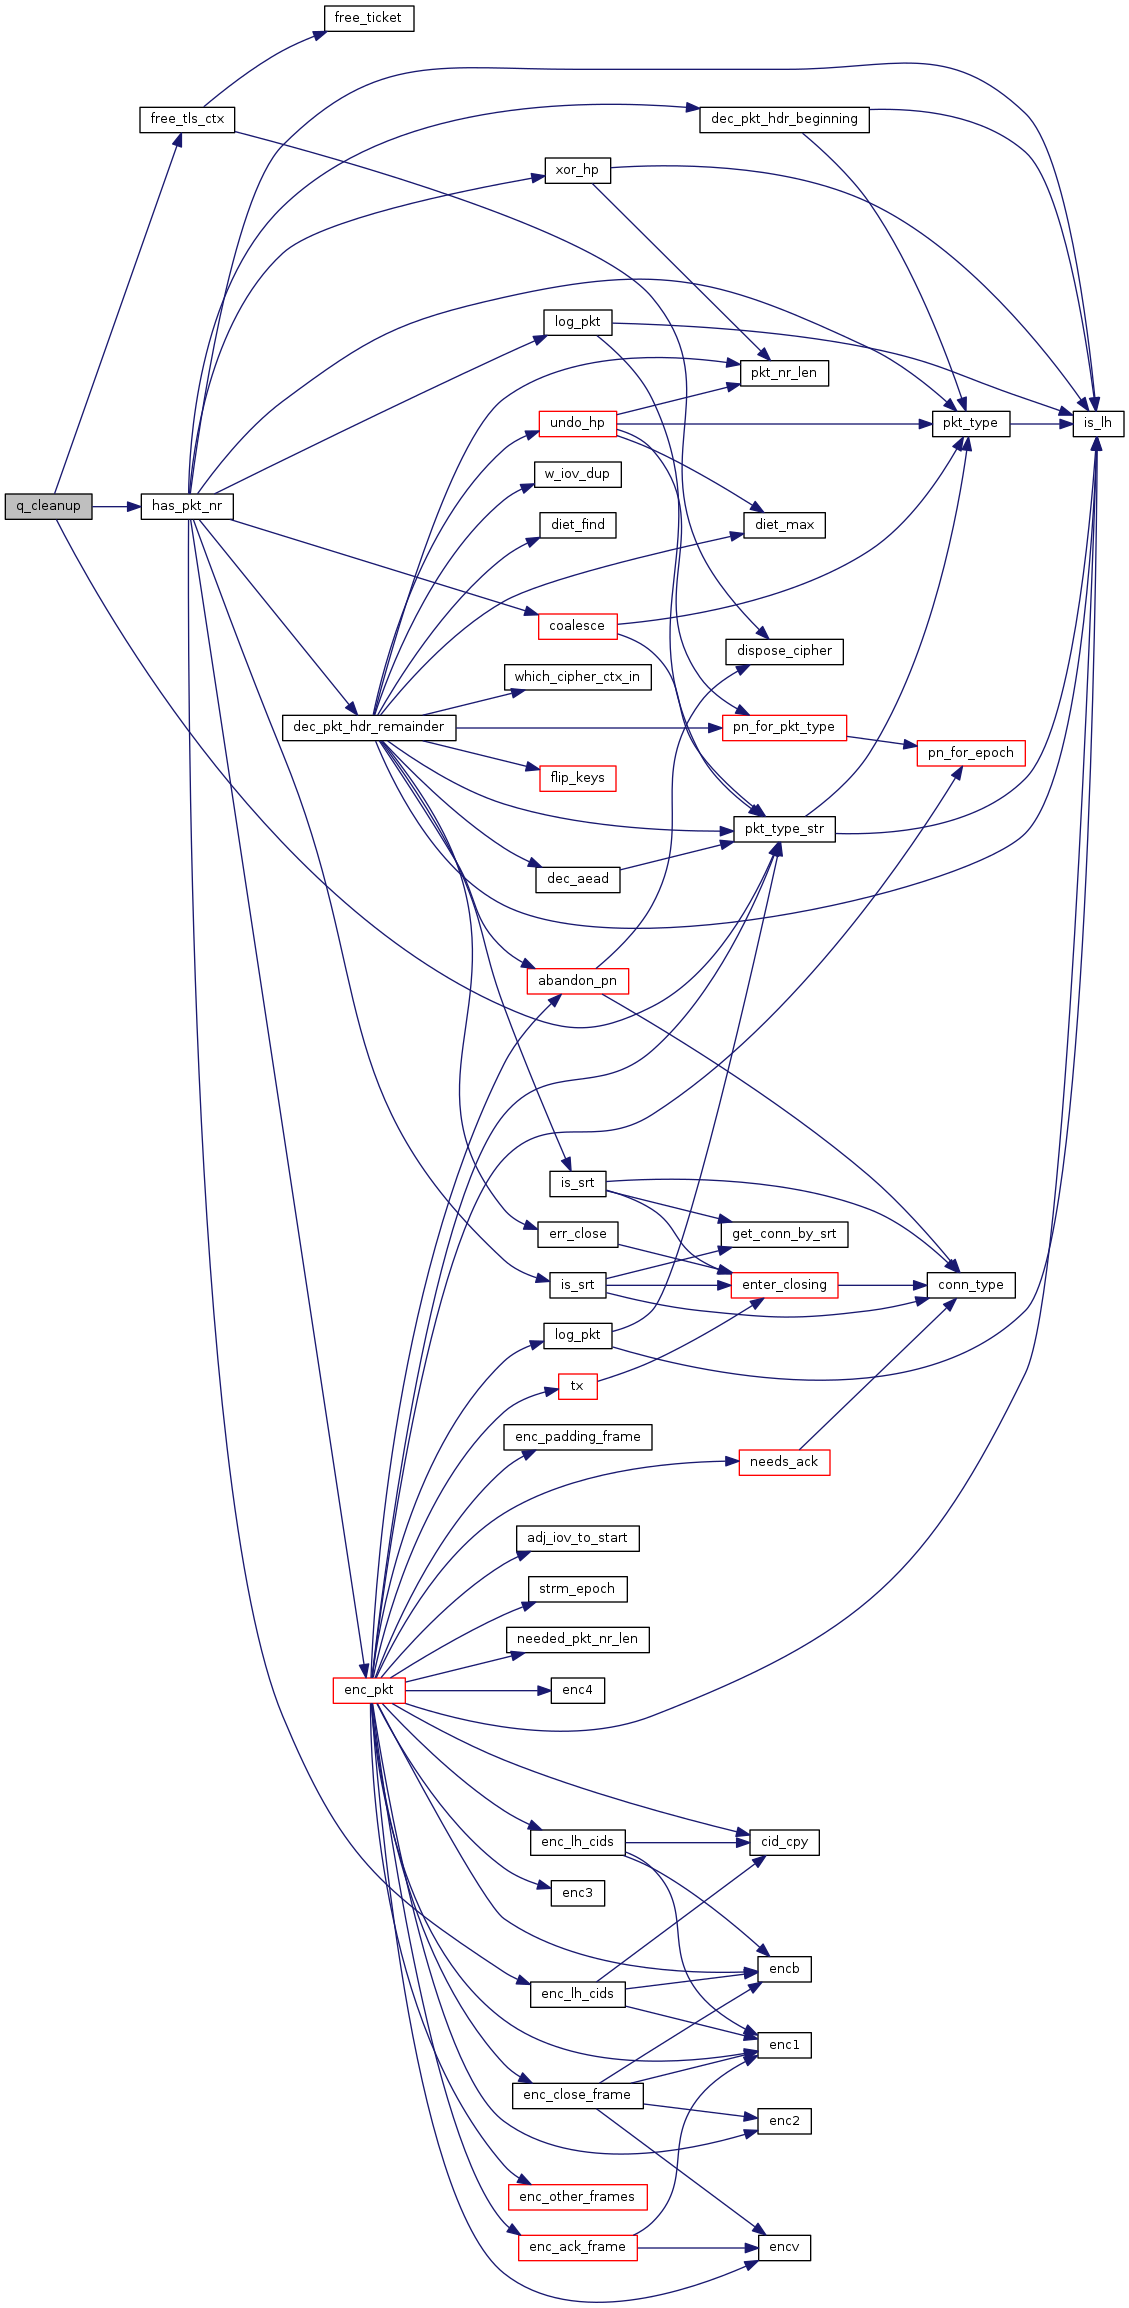 free_ticket
free_tls_ctx
dec_pkt_hdr_beginning
xor_hp
log_pkt
pkt_nr_len
undo_hp
pkt_type
is_lh
w_iov_dup
q_cleanup
has_pkt_nr
diet_find
diet_max
coalesce
dispose_cipher
which_cipher_ctx_in
dec_pkt_hdr_remainder
pn_for_pkt_type
pn_for_epoch
flip_keys
pkt_type_str
dec_aead
abandon_pn
is_srt
err_close
get_conn_by_srt
is_srt
enter_closing
conn_type
log_pkt
tx
enc_padding_frame
needs_ack
adj_iov_to_start
strm_epoch
needed_pkt_nr_len
enc_pkt
enc4
enc_lh_cids
cid_cpy
enc3
encb
enc_lh_cids
enc1
enc_close_frame
enc2
enc_other_frames
enc_ack_frame
encv